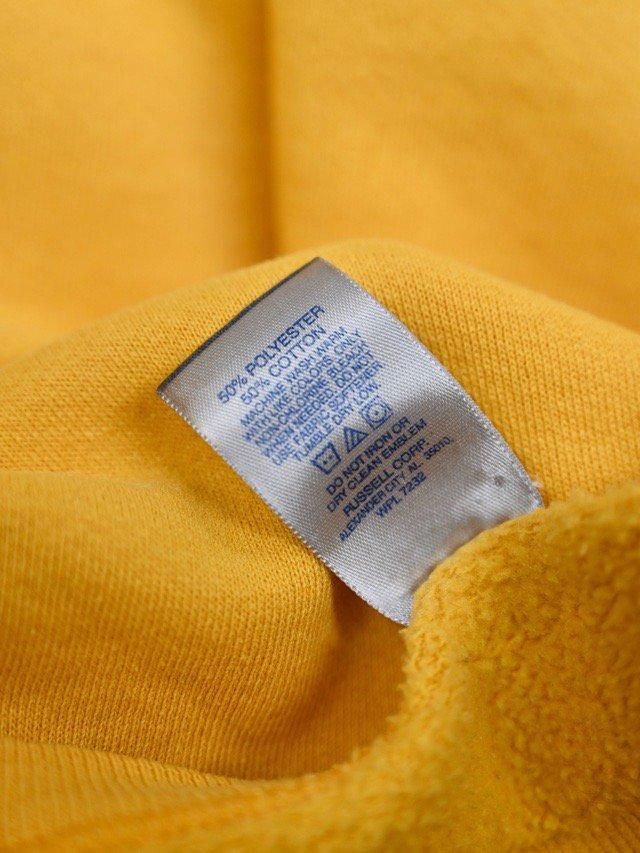 50% POLYESTER
50% COTTON
MACHINE WASH WARM
WITH LIKE COLORS. ONLY
NON-CHLORINE BLEACH
WHEN NEEDED. DO NOT
USE FABRIC SOFTENER.
TUMBLE DRY LOW.
DO NOT IRON OR
DRY CLEAN EMBLEM
RUSSELL CORP.
ALEXANDER CITY AL. 35010,
WPL 7232